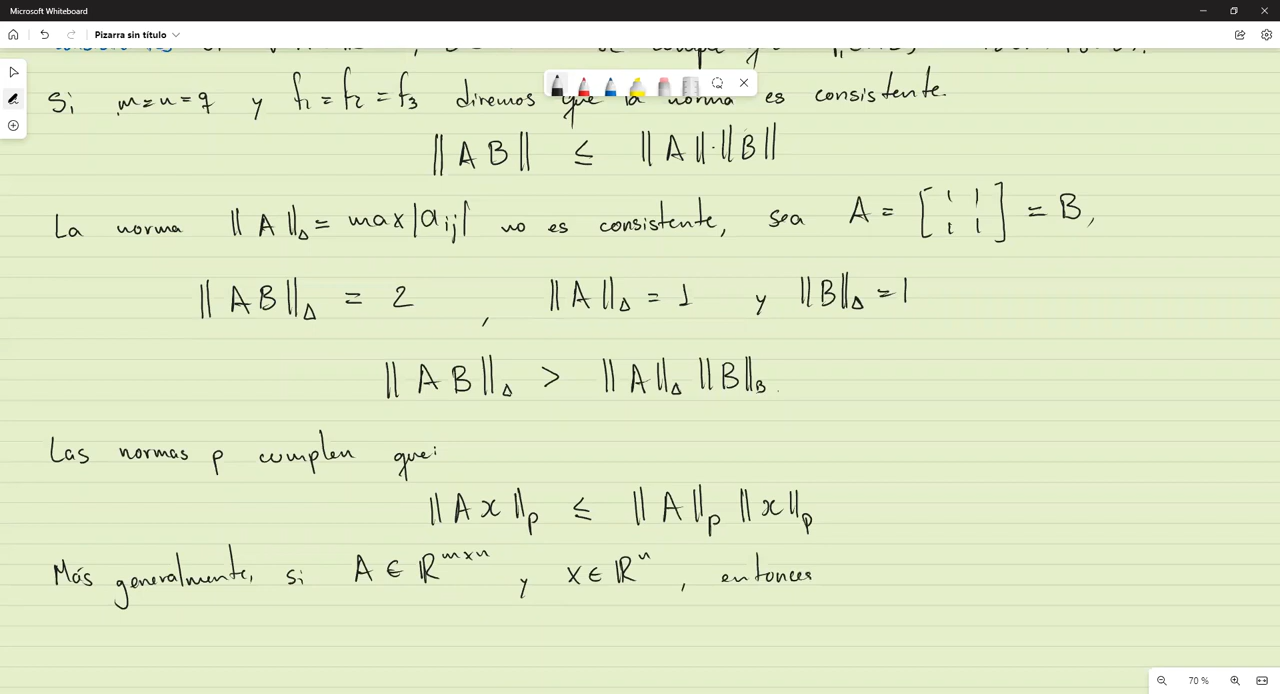 Microsoft Whiteboard
Pizarra sin título
Si m = n = q y f₁ = f₂ = f₃ diremos que la norma es consistente.
‖AB‖ ≤ ‖A‖·‖B‖
La norma ‖A‖_Δ = max|a_ij| no es consistente, sea A = [1 1; 1 1] = B,
‖AB‖_Δ = 2 , ‖A‖_Δ = 1 y ‖B‖_Δ = 1
‖AB‖_Δ > ‖A‖_Δ ‖B‖_B.
Las normas p cumplen que:
‖Ax‖_p ≤ ‖A‖_p ‖x‖_p
Más generalmente, si A ∈ ℝ^{m×n} y x ∈ ℝ^n , entonces
70 %